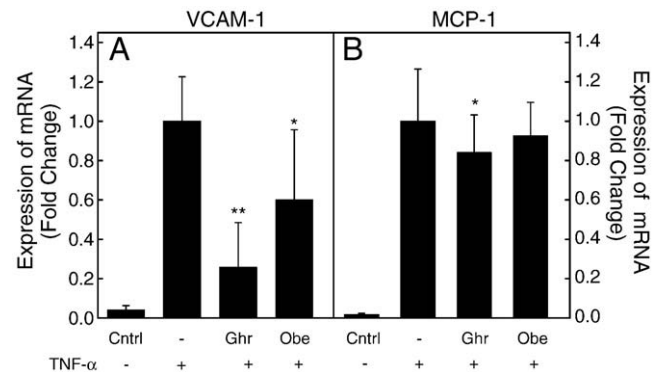 VCAM-1 MCP-1
A B
Expression of mRNA
(Fold Change)
1.4 1.4
1.2 1.2
1.0 1.0
0.8 0.8
0.6 0.6
0.4 0.4
0.2 0.2
0.0 0.0
** * *
Expression of mRNA
(Fold Change)
Cntrl - Ghr Obe Cntrl - Ghr Obe
TNF-α - + + + - + + +